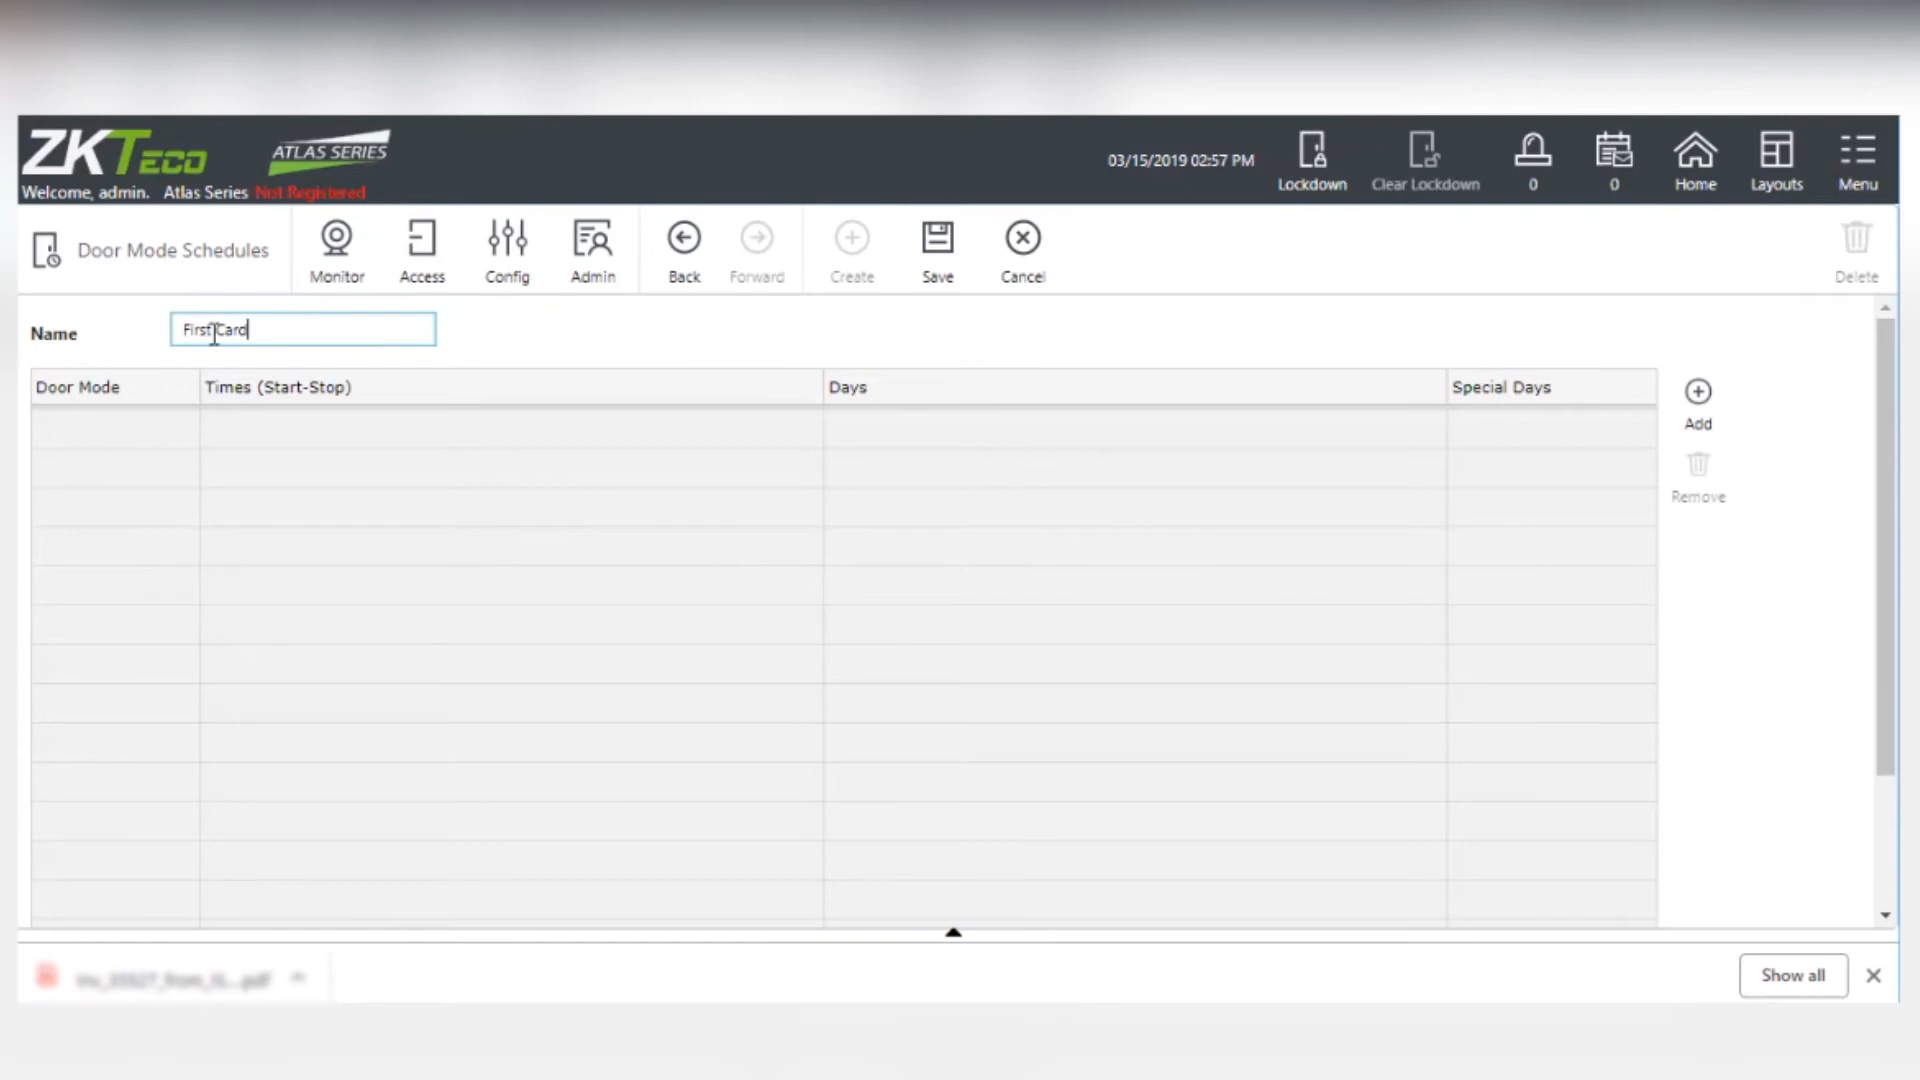 ZKTeco
ATLAS SERIES
Welcome, admin. Atlas Series Not Registered
03/15/2019 02:57 PM
Lockdown
Clear Lockdown
0
0
Home
Layouts
Menu
Door Mode Schedules
Monitor
Access
Config
Admin
Back
Forward
Create
Save
Cancel
Delete
Name
First Card
Door Mode
Times (Start-Stop)
Days
Special Days
Add
Remove
Show all